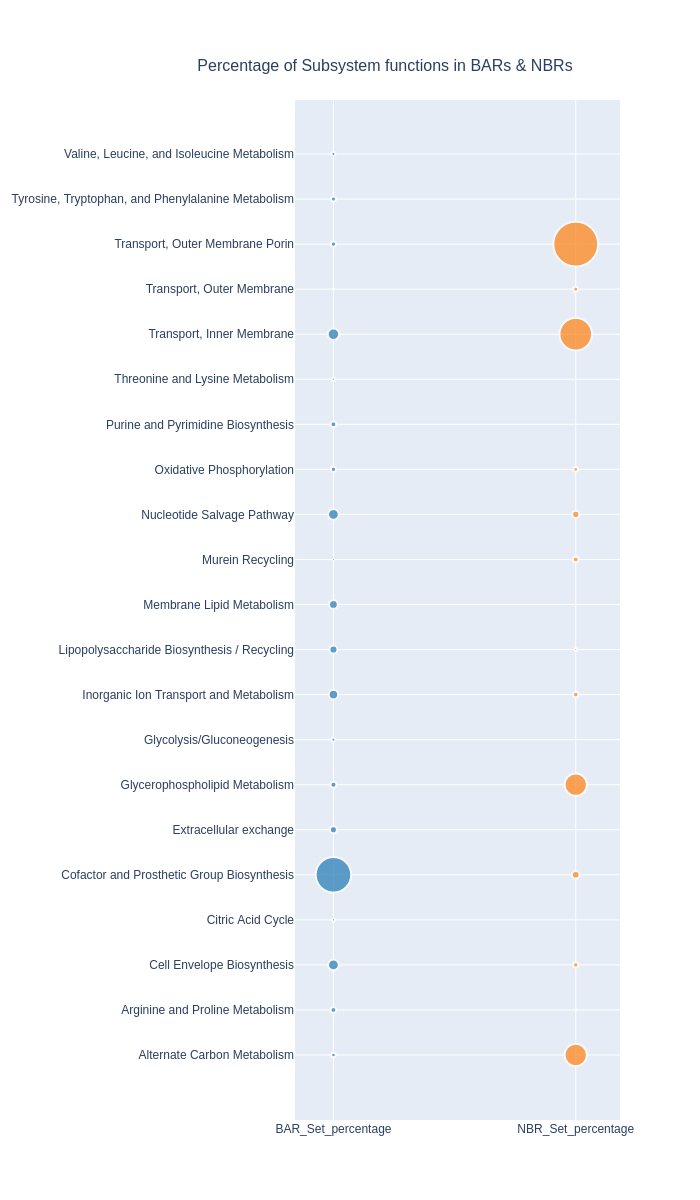 Percentage of Subsystem functions in BARs & NBRs
Valine, Leucine, and Isoleucine Metabolism
Tyrosine, Tryptophan, and Phenylalanine Metabolism
Transport, Outer Membrane Porin
Transport, Outer Membrane
Transport, Inner Membrane
Threonine and Lysine Metabolism
Purine and Pyrimidine Biosynthesis
Oxidative Phosphorylation
Nucleotide Salvage Pathway
Murein Recycling
Membrane Lipid Metabolism
Lipopolysaccharide Biosynthesis / Recycling
Inorganic Ion Transport and Metabolism
Glycolysis/Gluconeogenesis
Glycerophospholipid Metabolism
Extracellular exchange
Cofactor and Prosthetic Group Biosynthesis
Citric Acid Cycle
Cell Envelope Biosynthesis
Arginine and Proline Metabolism
Alternate Carbon Metabolism
BAR_Set_percentage NBR_Set_percentage